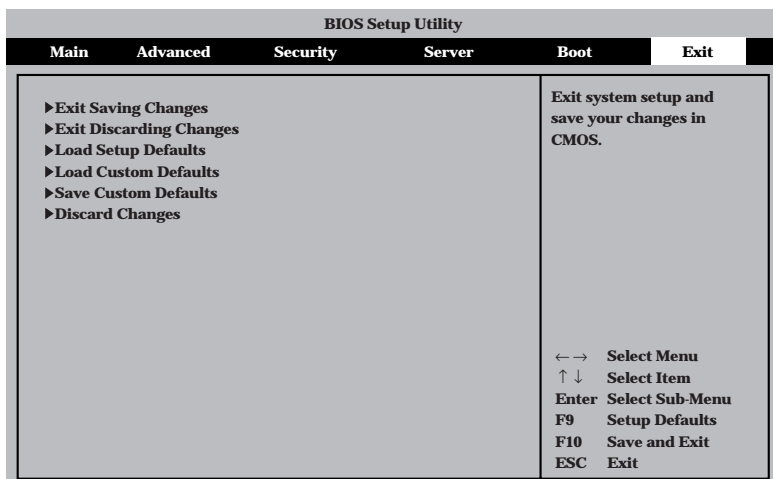 BIOS Setup Utility
Main Advanced Security Server Boot Exit
▶Exit Saving Changes
▶Exit Discarding Changes
▶Load Setup Defaults
▶Load Custom Defaults
▶Save Custom Defaults
▶Discard Changes
Exit system setup and
save your changes in
CMOS.
←→ Select Menu
↑↓ Select Item
Enter Select Sub-Menu
F9 Setup Defaults
F10 Save and Exit
ESC Exit